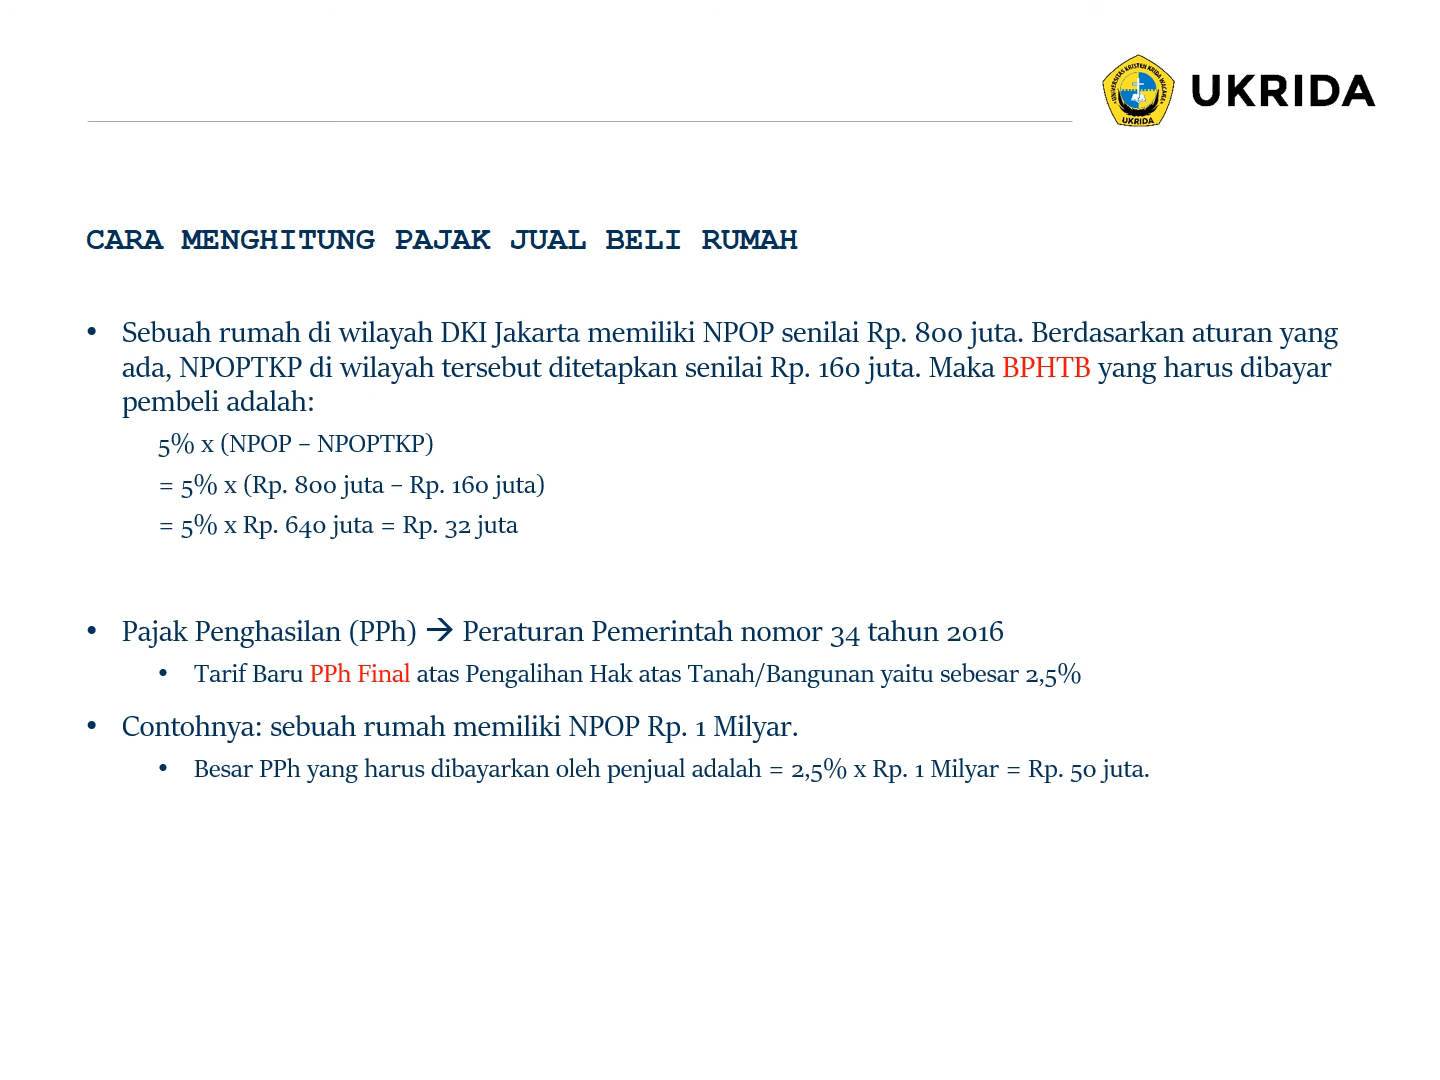 UNIVERSITAS KRISTEN KRIDA WACANA
UKRIDA
UKRIDA
CARA MENGHITUNG PAJAK JUAL BELI RUMAH
• Sebuah rumah di wilayah DKI Jakarta memiliki NPOP senilai Rp. 800 juta. Berdasarkan aturan yang
ada, NPOPTKP di wilayah tersebut ditetapkan senilai Rp. 160 juta. Maka BPHTB yang harus dibayar
pembeli adalah:
5% x (NPOP – NPOPTKP)
= 5% x (Rp. 800 juta – Rp. 160 juta)
= 5% x Rp. 640 juta = Rp. 32 juta
• Pajak Penghasilan (PPh) → Peraturan Pemerintah nomor 34 tahun 2016
• Tarif Baru PPh Final atas Pengalihan Hak atas Tanah/Bangunan yaitu sebesar 2,5%
• Contohnya: sebuah rumah memiliki NPOP Rp. 1 Milyar.
• Besar PPh yang harus dibayarkan oleh penjual adalah = 2,5% x Rp. 1 Milyar = Rp. 50 juta.